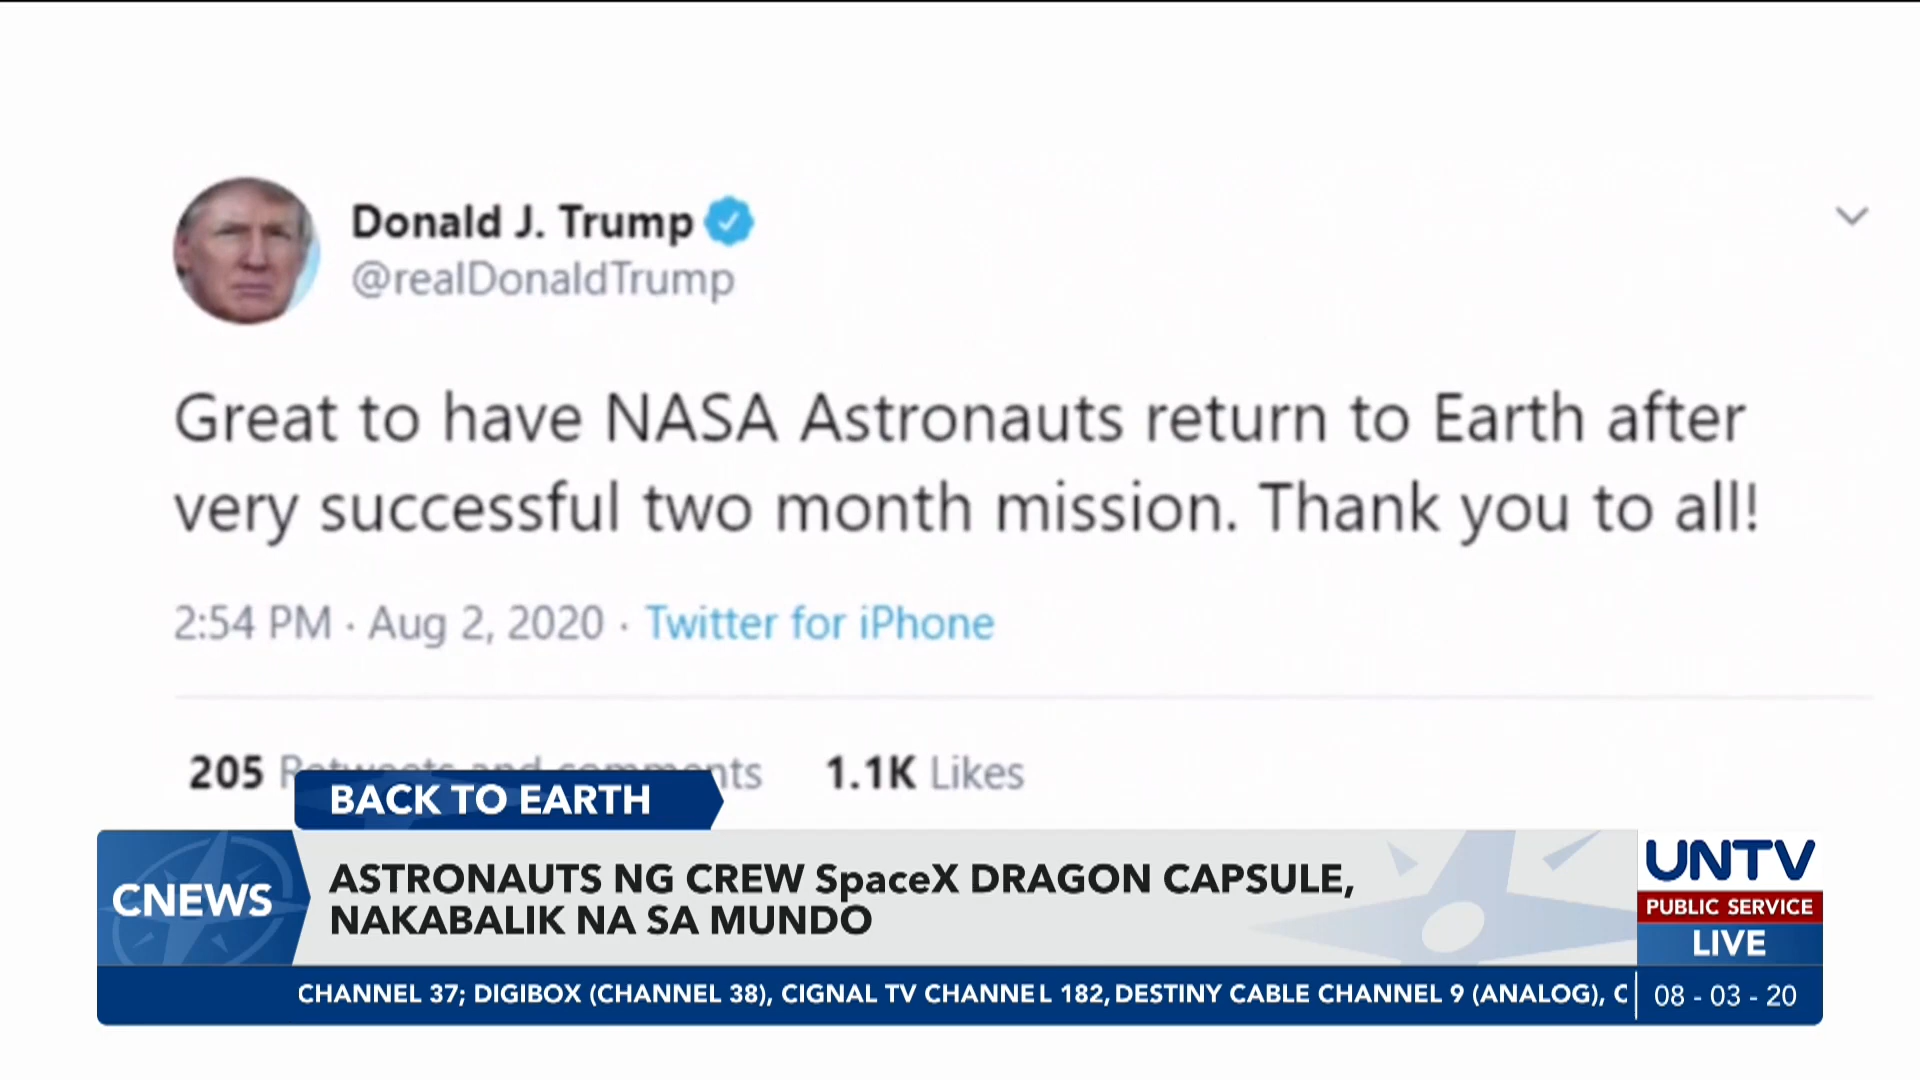 Donald J. Trump
@realDonaldTrump
Great to have NASA Astronauts return to Earth after
very successful two month mission. Thank you to all!
2:54 PM · Aug 2, 2020 · Twitter for iPhone
205 Retweets and comments 1.1K Likes
BACK TO EARTH
CNEWS
ASTRONAUTS NG CREW SpaceX DRAGON CAPSULE,
NAKABALIK NA SA MUNDO
UNTV
PUBLIC SERVICE
LIVE
CHANNEL 37; DIGIBOX (CHANNEL 38), CIGNAL TV CHANNEL 182, DESTINY CABLE CHANNEL 9 (ANALOG), C
08 - 03 - 20